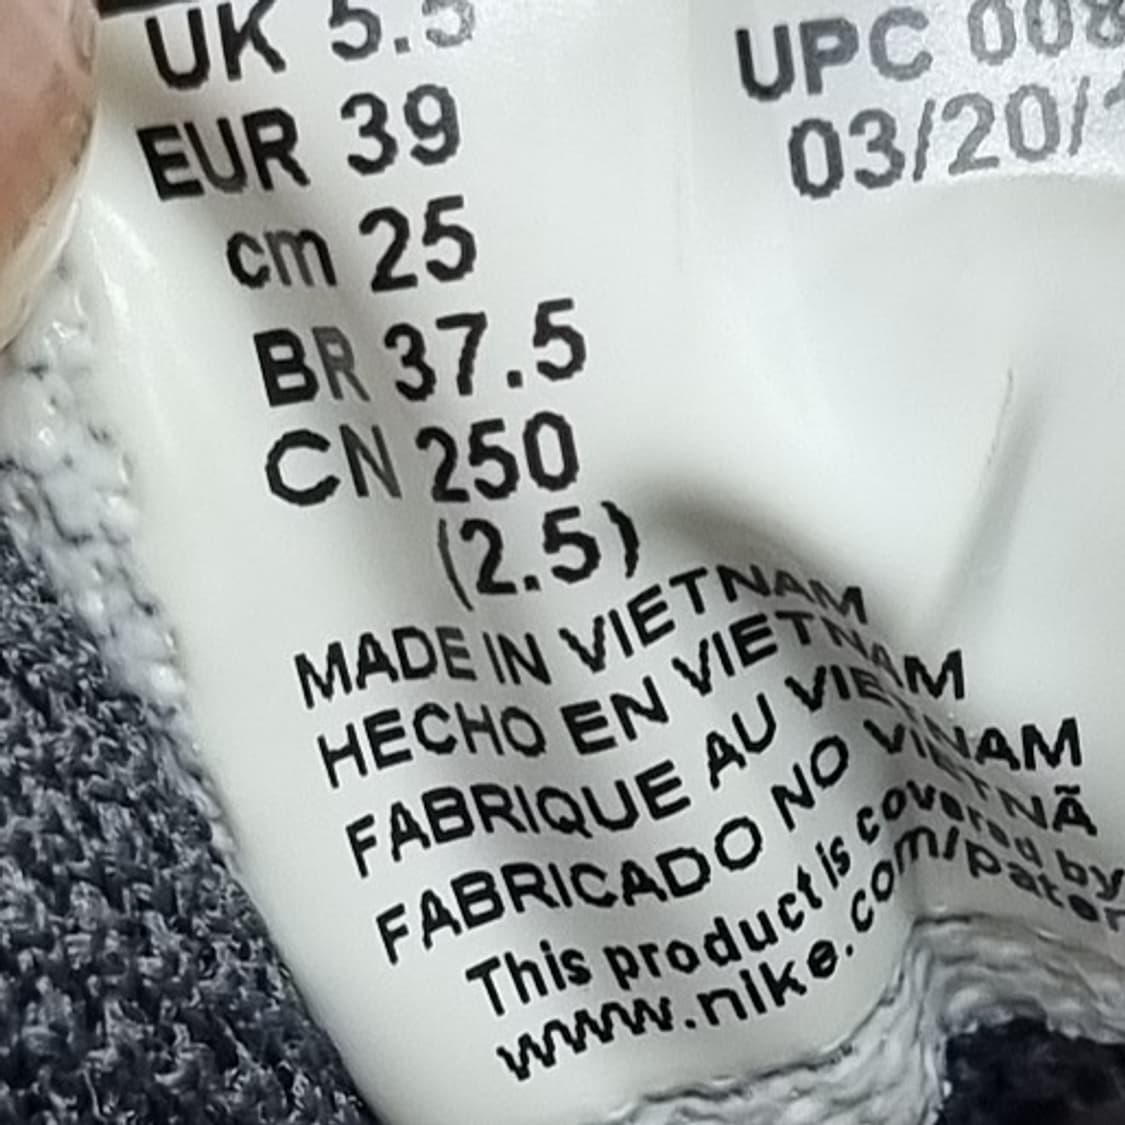 UK 5.5
EUR 39
cm 25
BR 37.5
CN 250
(2.5)
MADE IN VIETNAM
HECHO EN VIETNAM
FABRIQUE AU VIETNAM
FABRICADO NO VIETNÃ
This product is covered by
www.nike.com/paten
UPC 008
03/20/